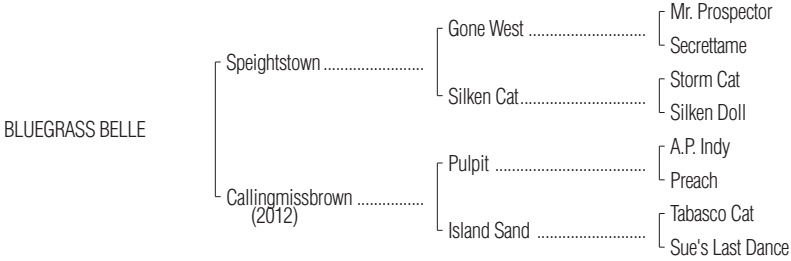 Mr. Prospector
Gone West ..........................
Secrettame
Speightstown .......................
Storm Cat
Silken Cat............................
Silken Doll
BLUEGRASS BELLE
A.P. Indy
Pulpit ..................................
Preach
Callingmissbrown ...............
(2012)
Tabasco Cat
Island Sand ........................
Sue's Last Dance